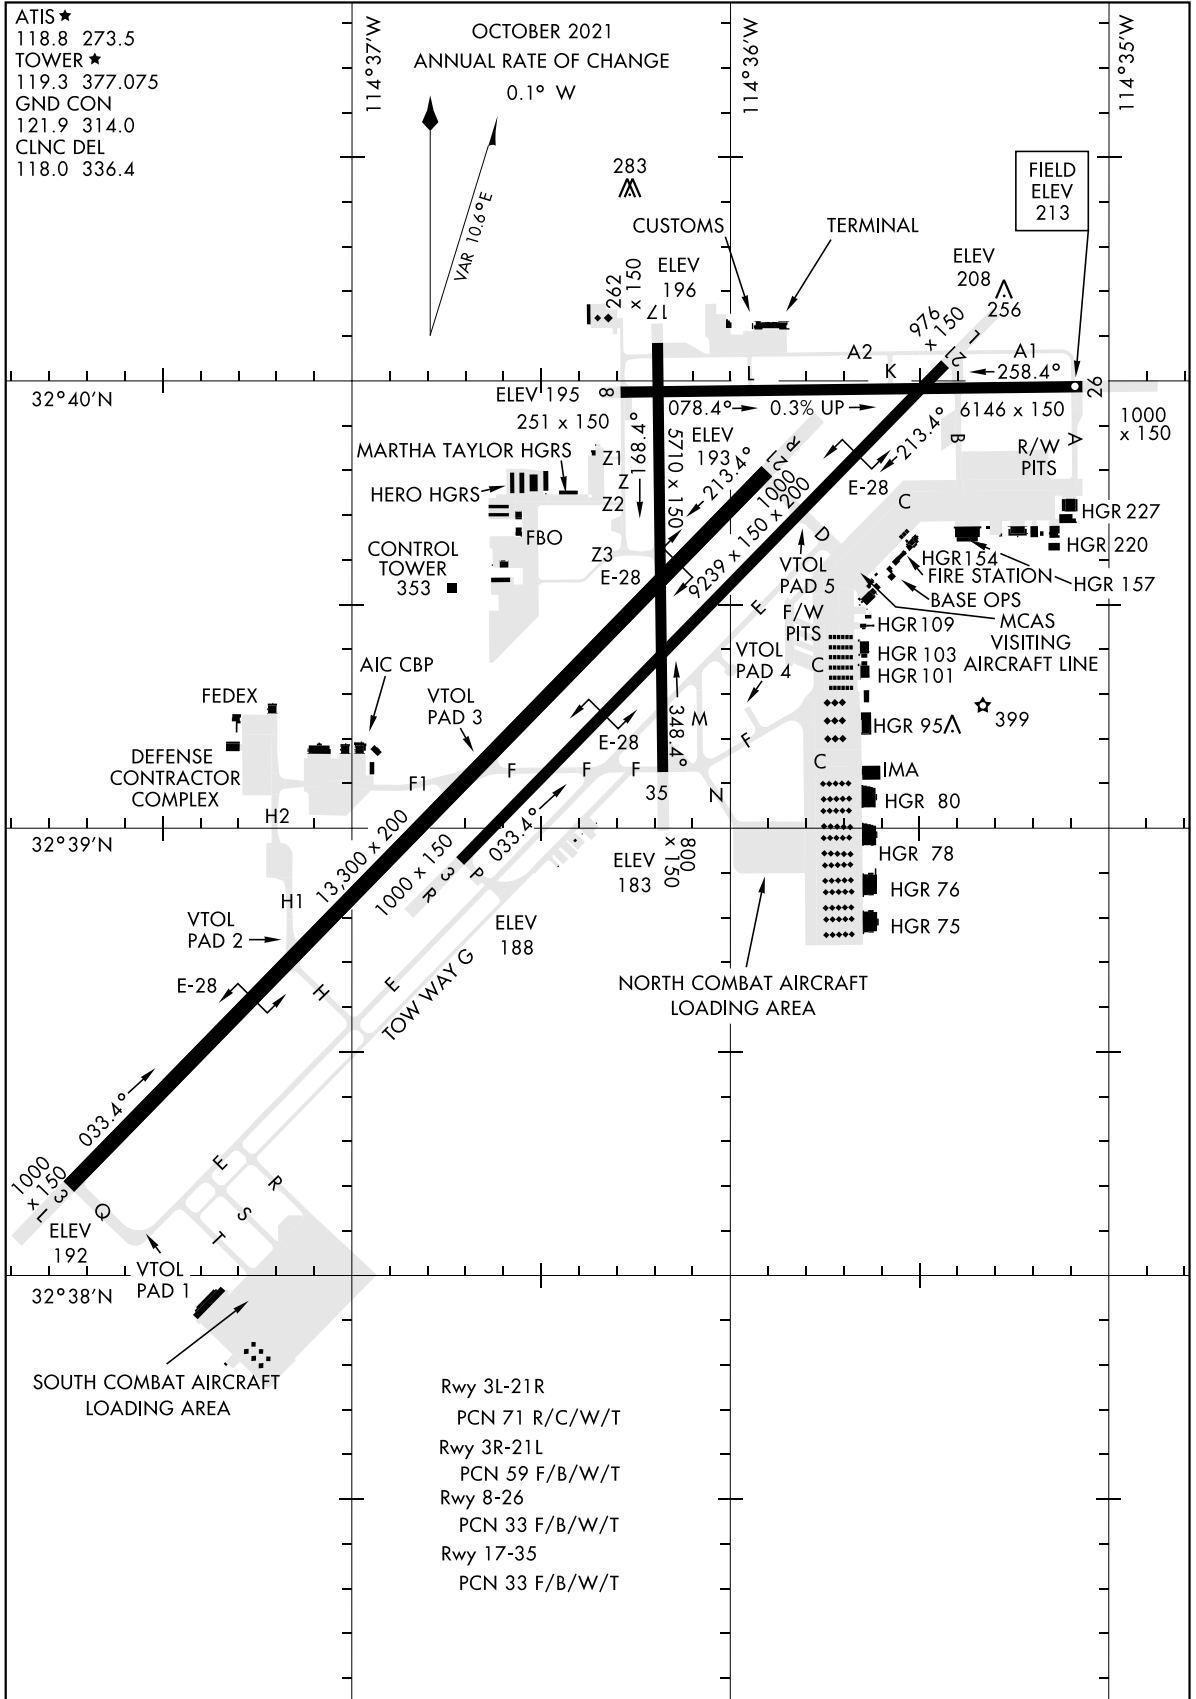 ATIS ★
118.8 273.5
TOWER ★
119.3 377.075
GND CON
121.9 314.0
CLNC DEL
118.0 336.4
OCTOBER 2021
ANNUAL RATE OF CHANGE
0.1° W
VAR 10.6°E
114°37'W
114°36'W
114°35'W
FIELD
ELEV
213
283
CUSTOMS
TERMINAL
ELEV
208
256
262
x 150
ELEV
196
17
976
x 150
21
L
A2
A1
L
K
258.4°
26
32°40'N
ELEV 195
8
251 x 150
078.4°
0.3% UP
6146 x 150
1000
x 150
168.4°
5710 x 150
ELEV
193
213.4°
21
R
1000
213.4°
B
A
R/W
PITS
MARTHA TAYLOR HGRS
Z1
Z
Z2
Z3
HERO HGRS
FBO
E-28
C
HGR 227
HGR 220
CONTROL
TOWER
353
E-28
9239 x 150 x 200
D
VTOL
PAD 5
HGR154
HGR 157
FIRE STATION
BASE OPS
E
F/W
PITS
HGR109
MCAS
VISITING
AIRCRAFT LINE
HGR 103
HGR 101
C
VTOL
PAD 4
AIC CBP
FEDEX
VTOL
PAD 3
348.4°
M
F
399
HGR 95
E-28
DEFENSE
CONTRACTOR
COMPLEX
F1
F
F
F
35
N
C
IMA
HGR 80
H2
32°39'N
13,300 x 200
033.4°
1000 x 150
3
R
P
ELEV
183
800
x 150
HGR 78
HGR 76
HGR 75
H1
VTOL
PAD 2
ELEV
188
E-28
H
E
TOW WAY G
NORTH COMBAT AIRCRAFT
LOADING AREA
033.4°
1000
x 150
3
L
Q
E
R
S
T
ELEV
192
VTOL
PAD 1
32°38'N
SOUTH COMBAT AIRCRAFT
LOADING AREA
Rwy 3L-21R
PCN 71 R/C/W/T
Rwy 3R-21L
PCN 59 F/B/W/T
Rwy 8-26
PCN 33 F/B/W/T
Rwy 17-35
PCN 33 F/B/W/T